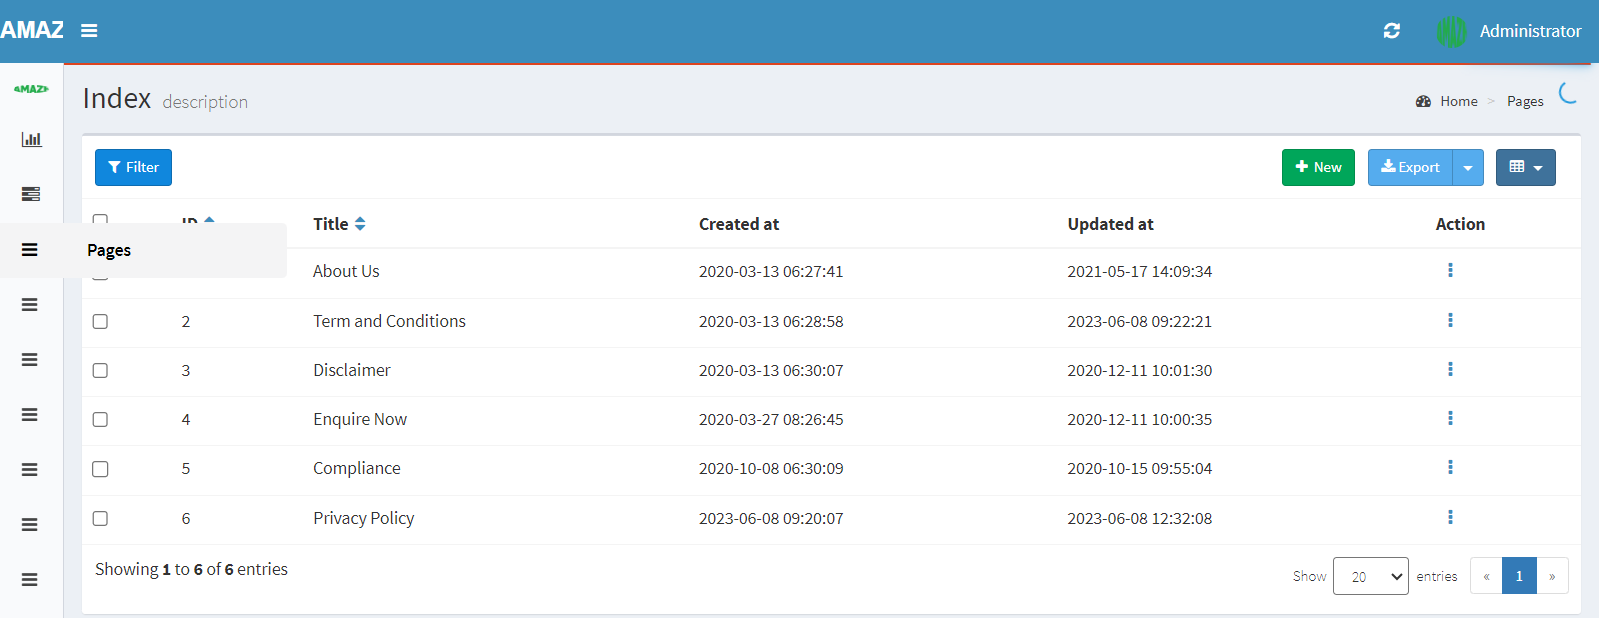 AMAZ
Administrator
Index description
Home > Pages
Filter
New Export
ID Title Created at Updated at Action
Pages
About Us 2020-03-13 06:27:41 2021-05-17 14:09:34
2 Term and Conditions 2020-03-13 06:28:58 2023-06-08 09:22:21
3 Disclaimer 2020-03-13 06:30:07 2020-12-11 10:01:30
4 Enquire Now 2020-03-27 08:26:45 2020-12-11 10:00:35
5 Compliance 2020-10-08 06:30:09 2020-10-15 09:55:04
6 Privacy Policy 2023-06-08 09:20:07 2023-06-08 12:32:08
Showing 1 to 6 of 6 entries
Show 20 entries « 1 »